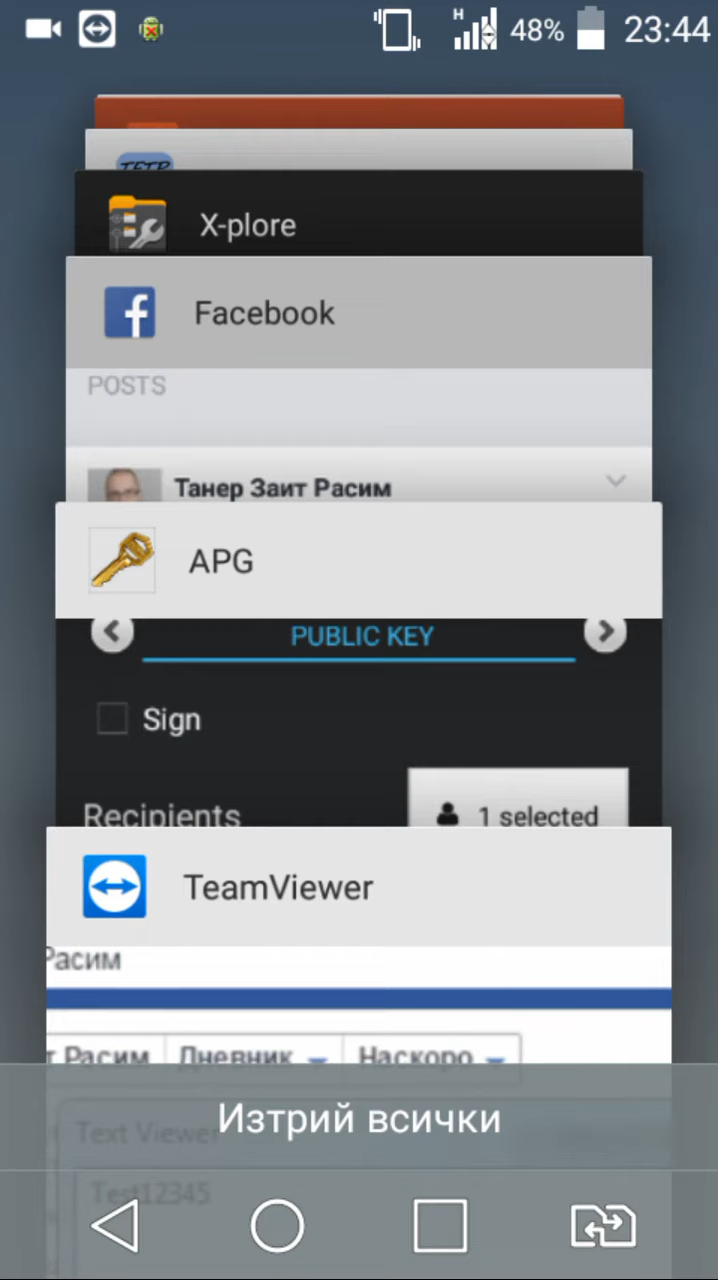 H 48% 23:44
TFTP
X-plore
Facebook
POSTS
Танер Заит Расим
APG
PUBLIC KEY
Sign
Recipients
1 selected
TeamViewer
Расим
т Расим Дневник Наскоро
Изтрий всички
Text Viewer
Test12345